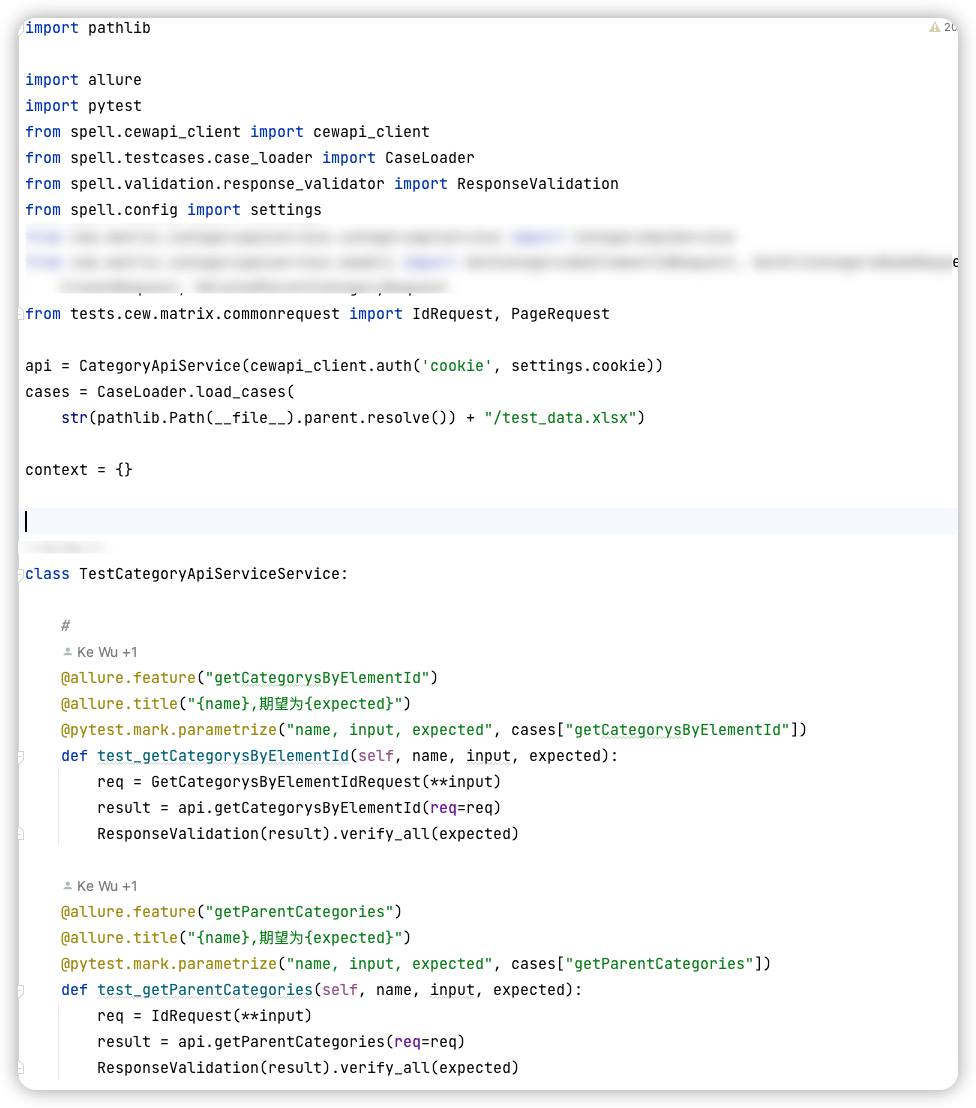 import pathlib
20
import allure
import pytest
from spell.cewapi_client import cewapi_client
from spell.testcases.case_loader import CaseLoader
from spell.validation.response_validator import ResponseValidation
from spell.config import settings
from tests.cew.matrix.commonrequest import IdRequest, PageRequest
api = CategoryApiService(cewapi_client.auth('cookie', settings.cookie))
cases = CaseLoader.load_cases(
str(pathlib.Path(__file__).parent.resolve()) + "/test_data.xlsx")
context = {}
class TestCategoryApiServiceService:
#
Ke Wu +1
@allure.feature("getCategorysByElementId")
@allure.title("{name},期望为{expected}")
@pytest.mark.parametrize("name, input, expected", cases["getCategorysByElementId"])
def test_getCategorysByElementId(self, name, input, expected):
req = GetCategorysByElementIdRequest(**input)
result = api.getCategorysByElementId(req=req)
ResponseValidation(result).verify_all(expected)
Ke Wu +1
@allure.feature("getParentCategories")
@allure.title("{name},期望为{expected}")
@pytest.mark.parametrize("name, input, expected", cases["getParentCategories"])
def test_getParentCategories(self, name, input, expected):
req = IdRequest(**input)
result = api.getParentCategories(req=req)
ResponseValidation(result).verify_all(expected)